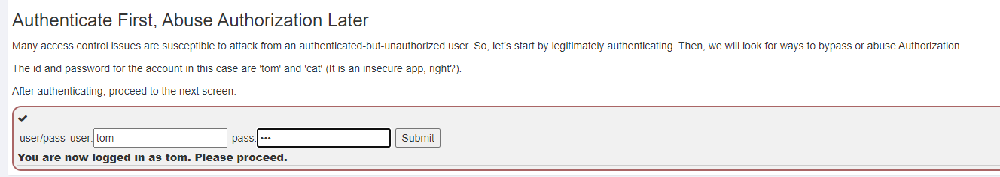 Authenticate First, Abuse Authorization Later
Many access control issues are susceptible to attack from an authenticated-but-unauthorized user. So, let’s start by legitimately authenticating. Then, we will look for ways to bypass or abuse Authorization.
The id and password for the account in this case are 'tom' and 'cat' (It is an insecure app, right?).
After authenticating, proceed to the next screen.
✔
user/pass user: tom pass: ••• Submit
You are now logged in as tom. Please proceed.